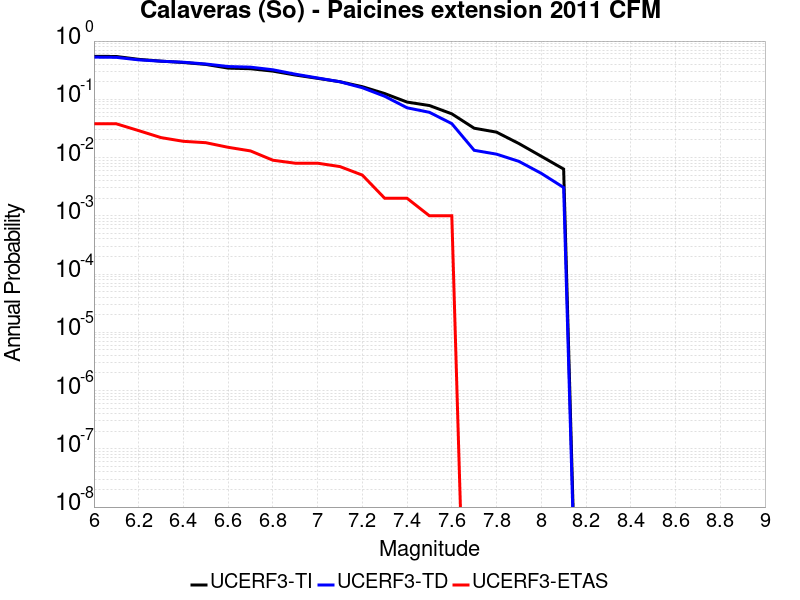 Calaveras (So) - Paicines extension 2011 CFM
10^0
10^-1
10^-2
10^-3
10^-4
10^-5
10^-6
10^-7
10^-8
Annual Probability
6 6.2 6.4 6.6 6.8 7 7.2 7.4 7.6 7.8 8 8.2 8.4 8.6 8.8 9
Magnitude
UCERF3-TI UCERF3-TD UCERF3-ETAS